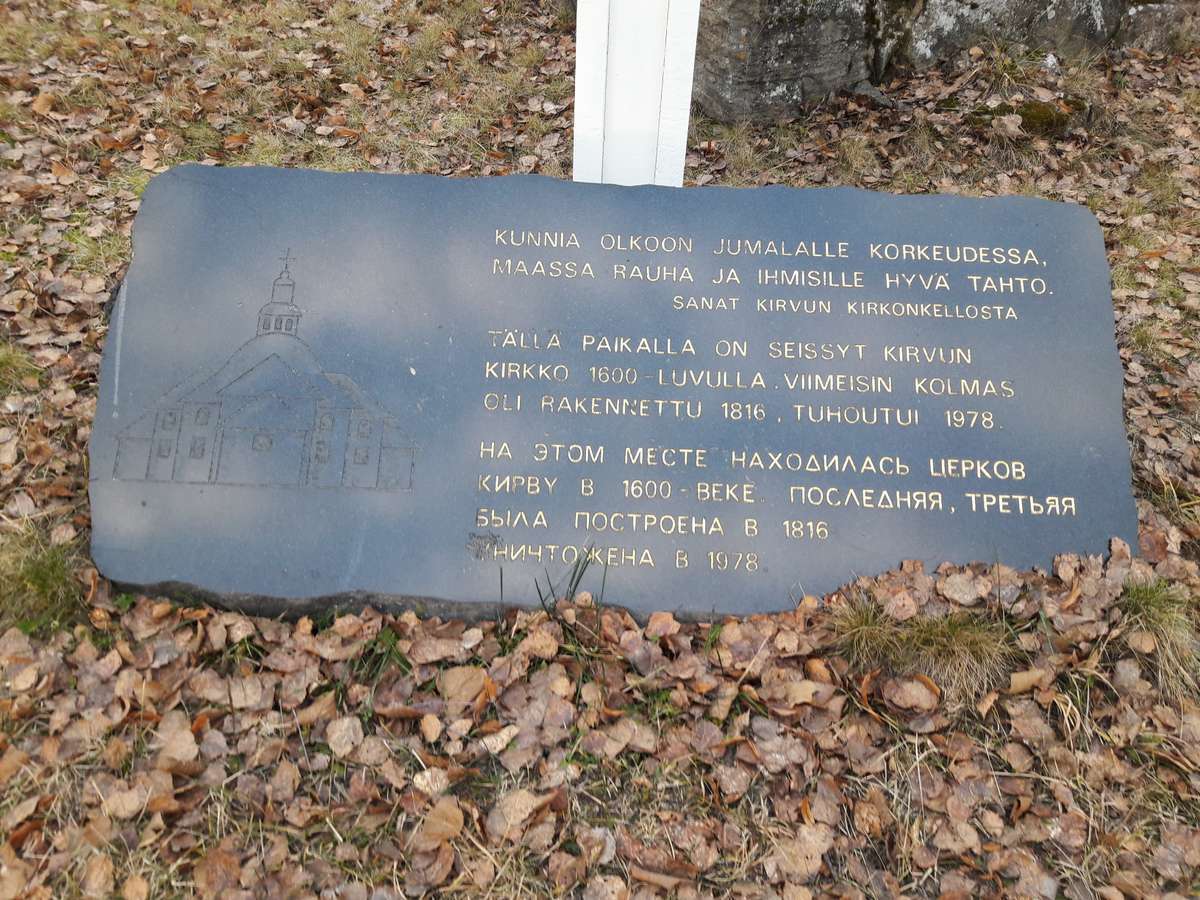 KUNNIA OLKOON JUMALALLE KORKEUDESSA,
MAASSA RAUHA JA IHMISILLE HYVÄ TAHTO.
SANAT KIRVUN KIRKONKELLOSTA
TÄLLÄ PAIKALLA ON SEISSYT KIRVUN
KIRKKO 1600-LUVULLA. VIIMEISIN KOLMAS
OLI RAKENNETTU 1816, TUHOUTUI 1978.
НА ЭТОМ МЕСТЕ НАХОДИЛАСЬ ЦЕРКОВ
КИРВУ В 1600-ВЕКЕ. ПОСЛЕДНЯЯ, ТРЕТЬЯЯ
БЫЛА ПОСТРОЕНА В 1816
УНИЧТОЖЕНА В 1978.